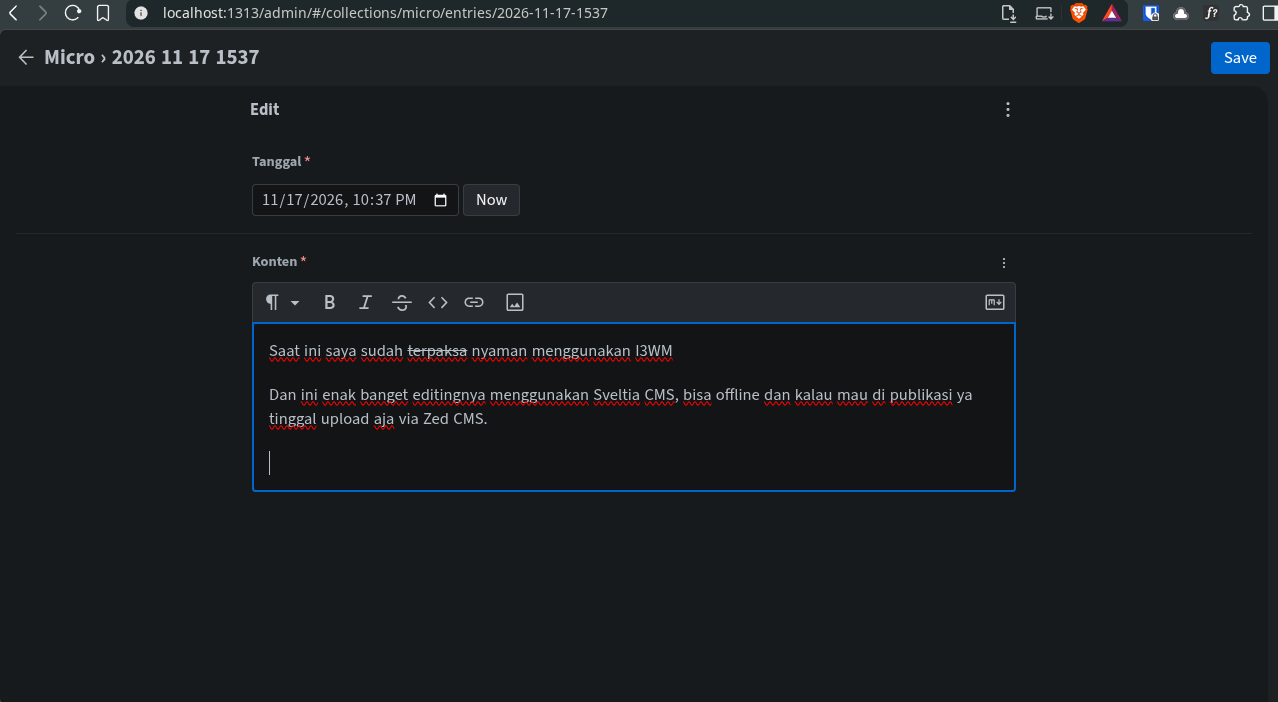 localhost:1313/admin/#/collections/micro/entries/2026-11-17-1537
Micro › 2026 11 17 1537
Save
Edit
Tanggal *
11/17/2026, 10:37 PM
Now
Konten *
Saat ini saya sudah terpaksa nyaman menggunakan I3WM
Dan ini enak banget editingnya menggunakan Sveltia CMS, bisa offline dan kalau mau di publikasi ya
tinggal upload aja via Zed CMS.